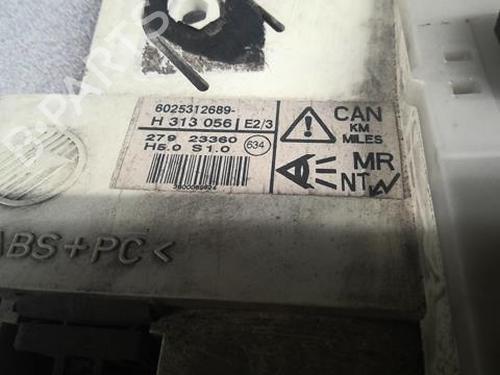 6025312689-
H 313 056 E2/3
279 23360
H5.0 S1.0
634
CAN
KM
MILES
MR
NT
ABS+PC<
B-PARTS